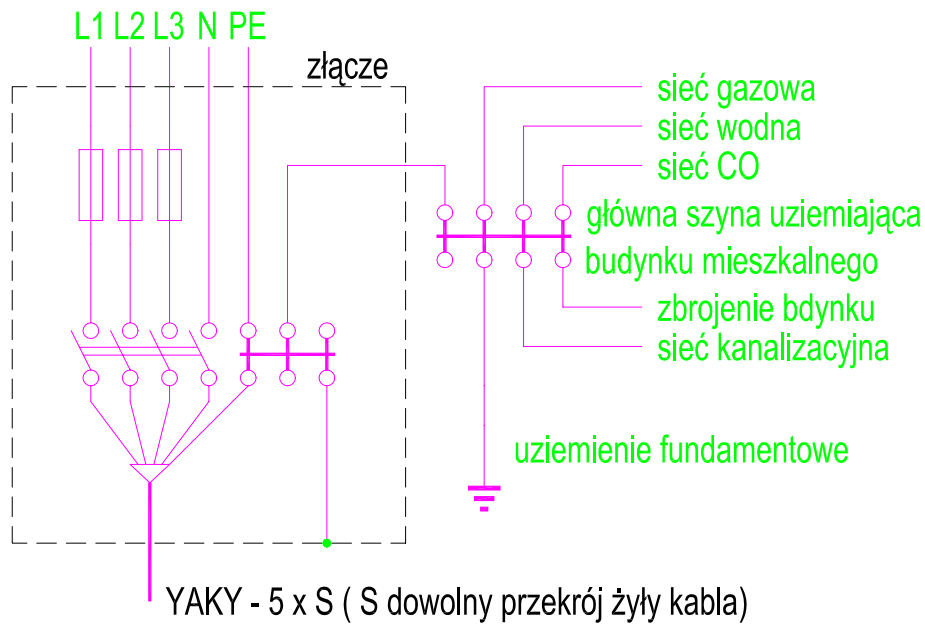 L1 L2 L3 N PE
złącze
sieć gazowa
sieć wodna
sieć CO
główna szyna uziemiająca
budynku mieszkalnego
zbrojenie bdynku
sieć kanalizacyjna
uziemienie fundamentowe
YAKY - 5 x S ( S dowolny przekrój żyły kabla)